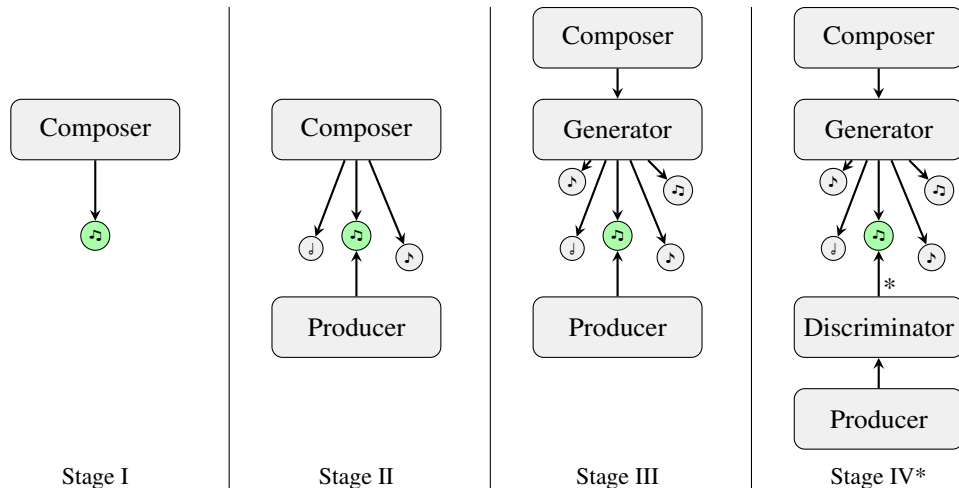 Composer
Stage I
Composer
Producer
Stage II
Composer
Generator
Producer
Stage III
Composer
Generator
*
Discriminator
Producer
Stage IV*